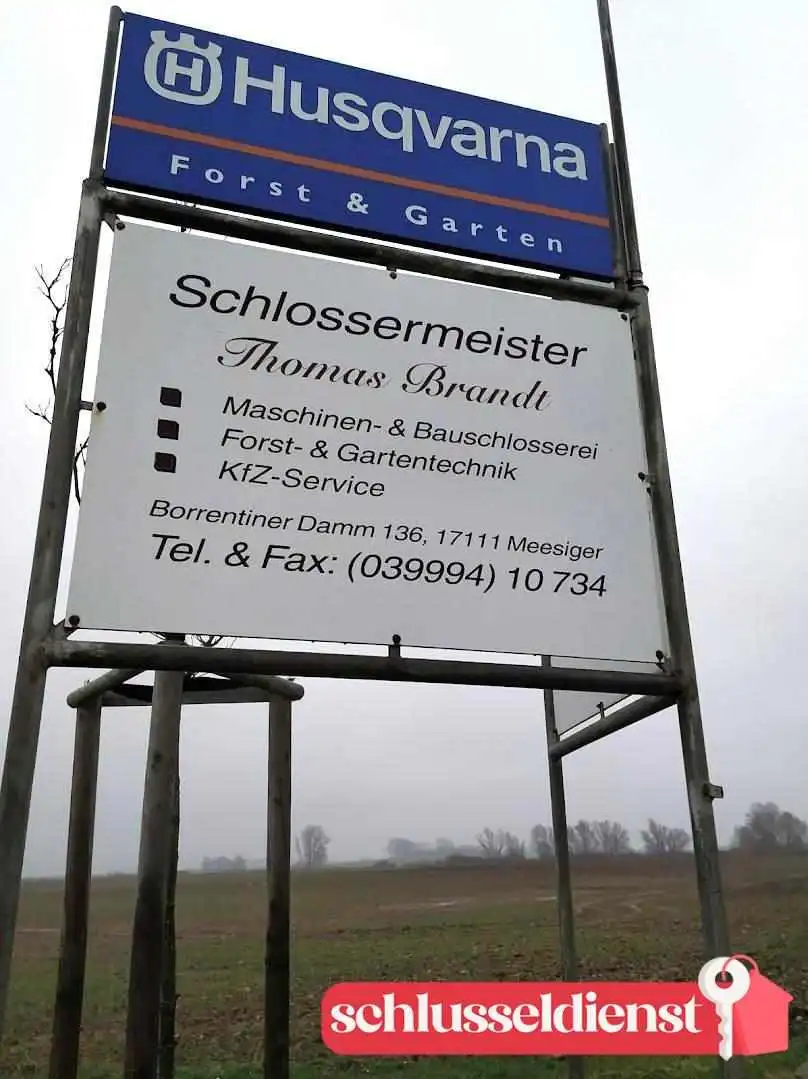 H Husqvarna
Forst & Garten
Schlossermeister
Thomas Brandt
Maschinen- & Bauschlosserei
Forst- & Gartentechnik
KfZ-Service
Borrentiner Damm 136, 17111 Meesiger
Tel. & Fax: (039994) 10 734
schlusseldienst